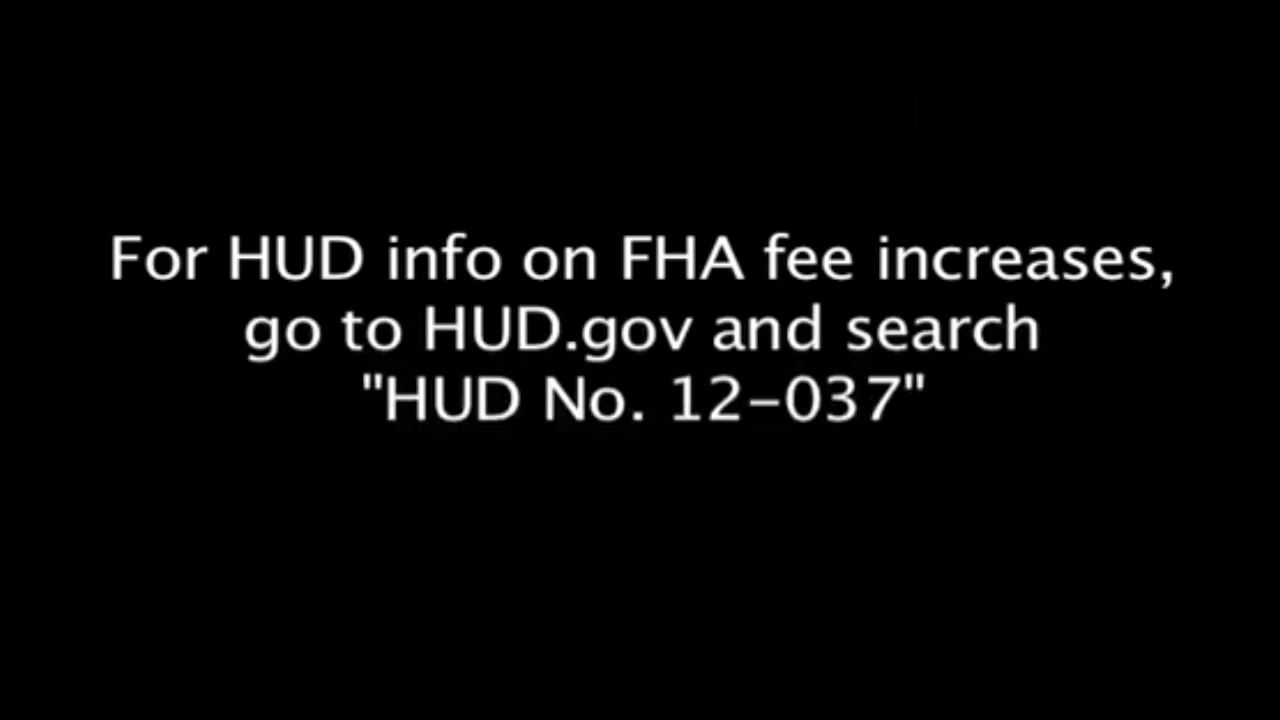 For HUD info on FHA fee increases,
go to HUD.gov and search
"HUD No. 12-037"